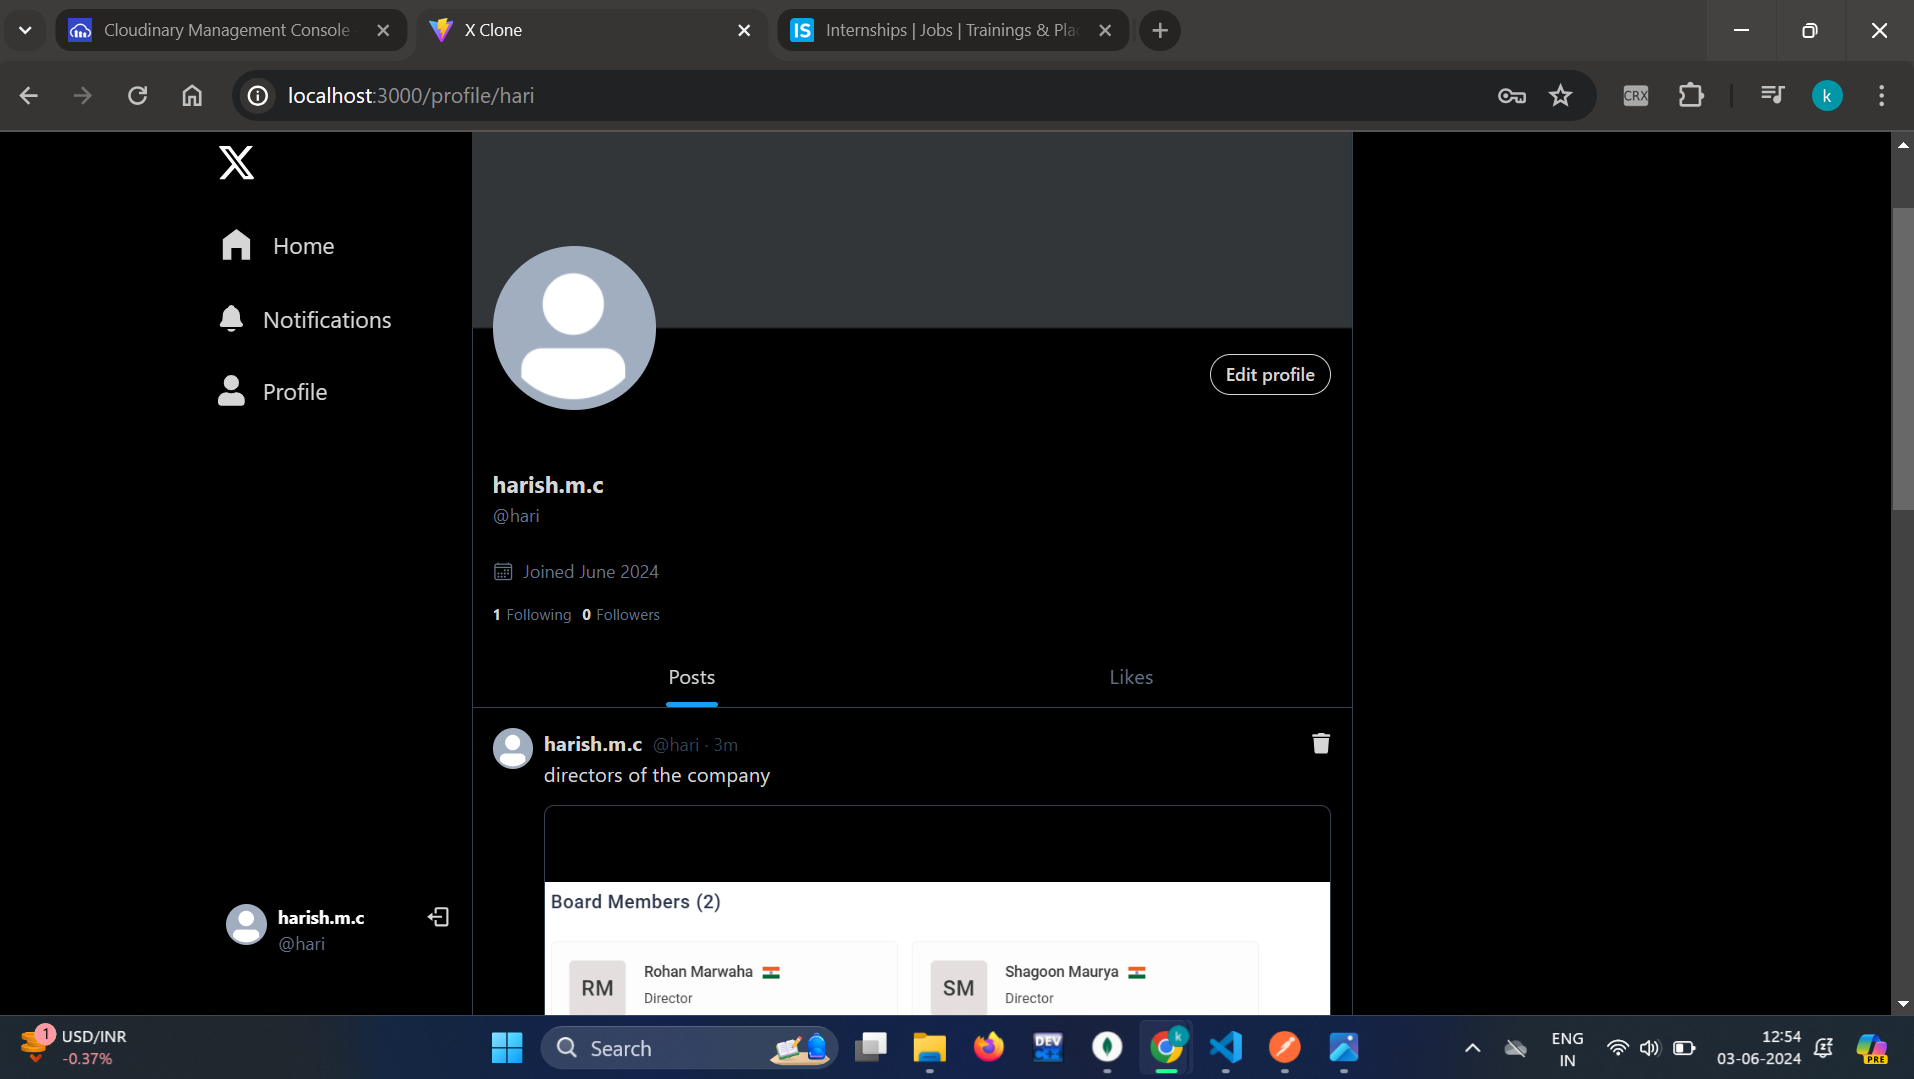 Cloudinary Management Console -
X Clone
IS Internships | Jobs | Trainings & Pla
localhost:3000/profile/hari
CRX
k
Home
Notifications
Profile
Edit profile
harish.m.c
@hari
Joined June 2024
1 Following 0 Followers
Posts
Likes
harish.m.c @hari · 3m
directors of the company
Board Members (2)
RM
Rohan Marwaha
Director
SM
Shagoon Maurya
Director
harish.m.c
@hari
1
USD/INR
-0.37%
Search
DEV
k
ENG
IN
12:54
03-06-2024
PRE